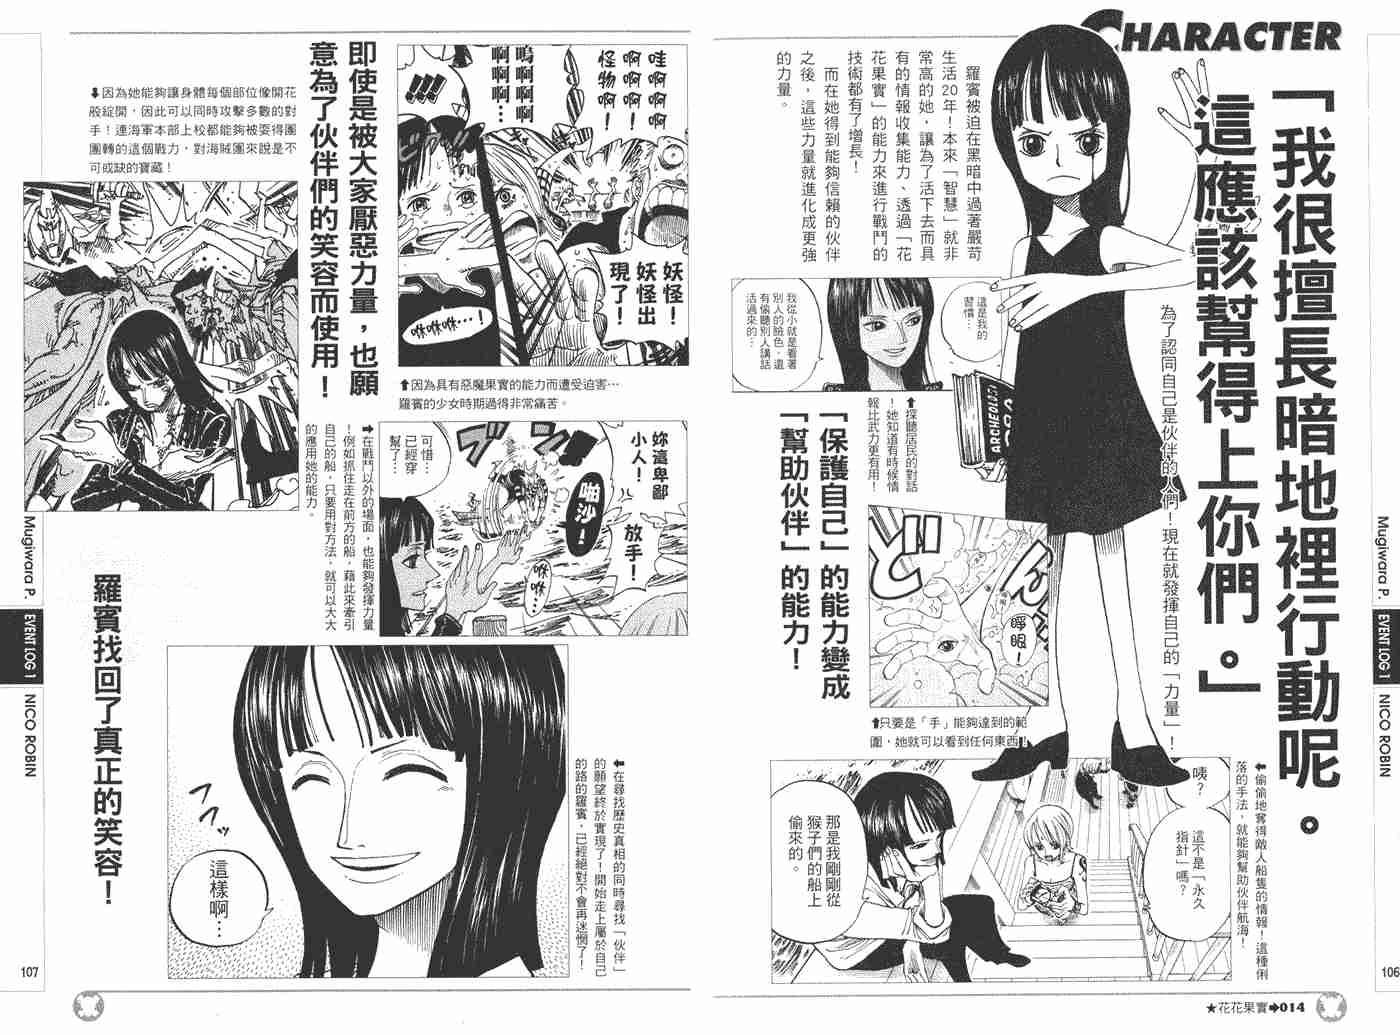 CHARACTER
「我很擅長暗地裡行動呢。
這應該幫得上你們。」
為了認同自己是伙伴的人們！現在就發揮自己的「力量」！
羅賓被迫在黑暗中過著嚴苛
生活20年！本來「智慧」就非
常高的她，讓為了活下去而具
有的情報收集能力、透過「花
花果實」的能力來進行戰鬥的
技術都有了增長！
而在她得到能夠信賴的伙伴
之後，這些力量就進化成更強
的力量。
這是我的
習慣…
我從小就是看著
別人的臉色，還
有偷聽別人講話
活過來的…
ARCHEOLOGY
⬆探聽居民的對話
！她知道有時候情
報比武力更有用！
「保護自己」的能力變成
「幫助伙伴」的能力！
どん
睜眼！
⬆只要是「手」能夠達到的範
圍，她就可以看到任何東西！
⬅偷偷地奪得敵人船隻的情報！這種俐
落的手法，就能夠幫助伙伴航海！
咦？
這不是「永久
指針」嗎？
那是我剛剛從
猴子們的船上
偷來的。
Mugiwara P.
EVENT LOG 1
NICO ROBIN
106
★花花果實➡014
哇啊啊！
啊啊啊
怪物啊！
嗚啊啊啊
啊啊啊…
!!!
妖怪！
妖怪出
現了！
咻咻咻…！
⬆因為具有惡魔果實的能力而遭受迫害…
羅賓的少女時期過得非常痛苦。
即使是被大家厭惡力量，也願
意為了伙伴們的笑容而使用！
⬇因為她能夠讓身體每個部位像開花
般綻開，因此可以同時攻擊多數的對
手！連海軍本部上校都能夠被耍得團
團轉的這個戰力，對海賊團來說是不
可或缺的寶藏！
妳這卑鄙
小人！
放手！
啪沙！
咻咻
咻…
可惜…
已經穿
幫了…
➡在戰鬥以外的場面，也能夠發揮力量
！例如抓住走在前方的船，藉此來牽引
自己的船，只要用對方法，就可以大大
的應用她的能力。
⬅在尋找歷史真相的同時尋找「伙伴」
的願望終於實現了！開始走上屬於自己
的路的羅賓，已經絕對不會再迷惘了！
這樣啊…
羅賓找回了真正的笑容！
Mugiwara P.
EVENT LOG 1
NICO ROBIN
107